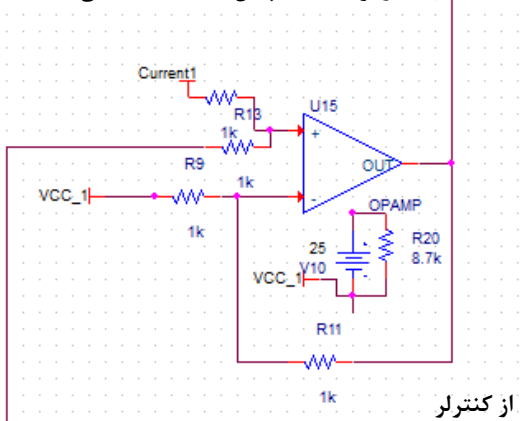 Current1
R13
1k
U15
+
OUT
-
OPAMP
R9
1k
VCC_1
1k
25
V10
VCC_1
R20
8.7k
R11
1k
از کنترلر